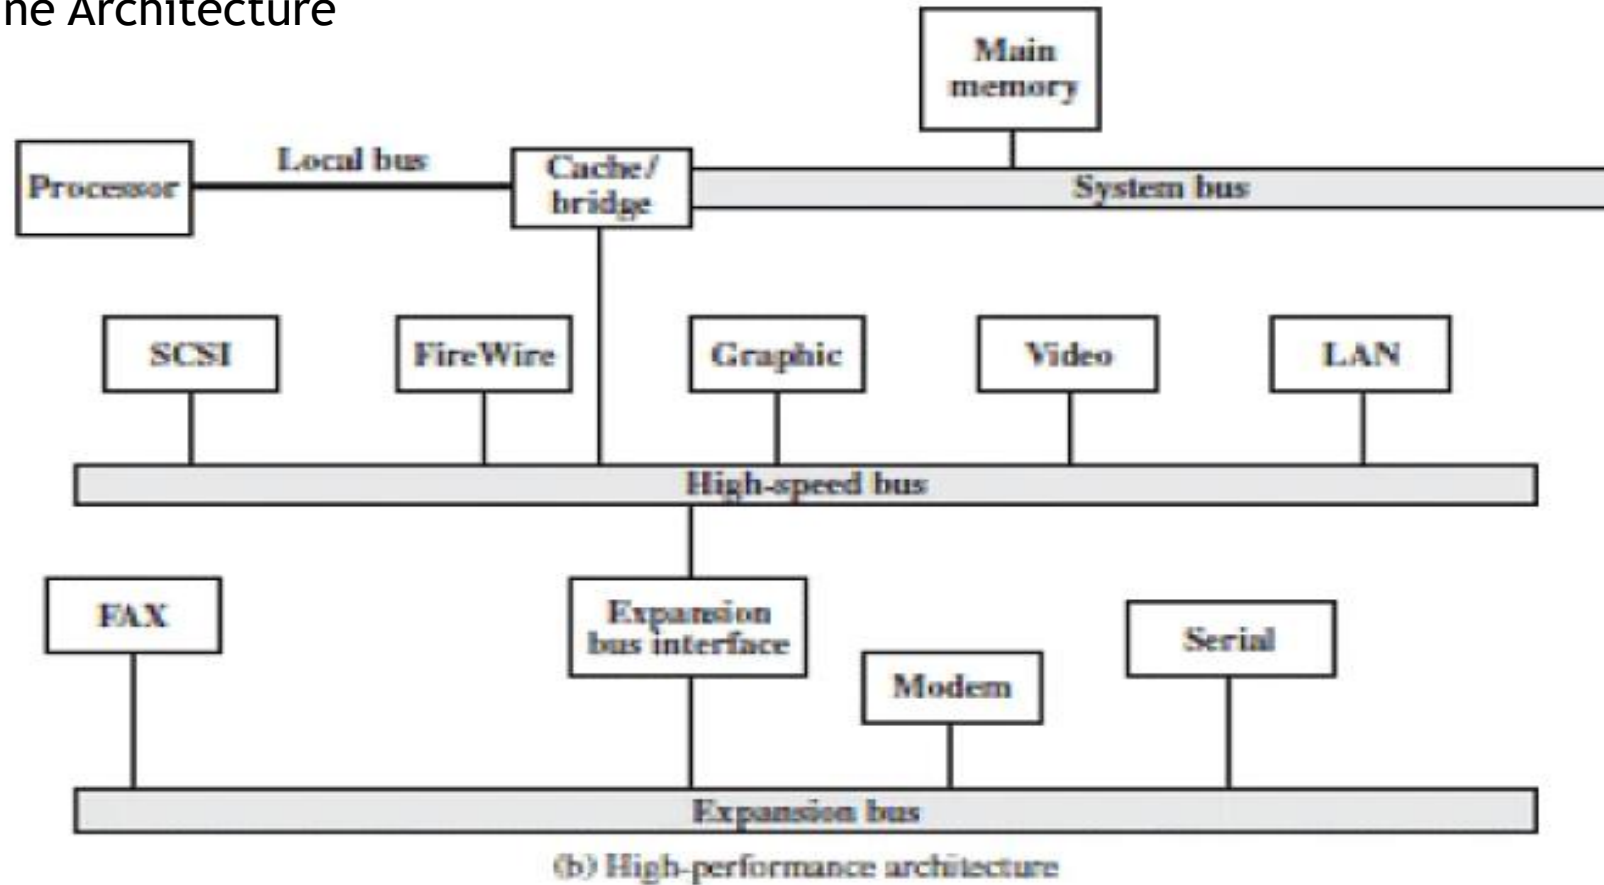 ne Architecture
Main
memory
Processor
Local bus
Cache/
bridge
System bus
SCSI
FireWire
Graphic
Video
LAN
High-speed bus
FAX
Expansion
bus interface
Modem
Serial
Expansion bus
(b) High-performance architecture